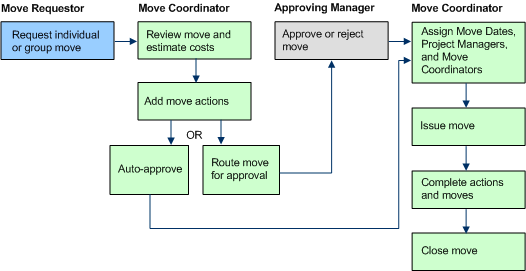 Move Requestor
Move Coordinator
Approving Manager
Move Coordinator
Request individual
or group move
Review move and
estimate costs
Approve or reject
move
Assign Move Dates,
Project Managers,
and Move
Coordinators
Add move actions
OR
Auto-approve
Route move
for approval
Issue move
Complete actions
and moves
Close move